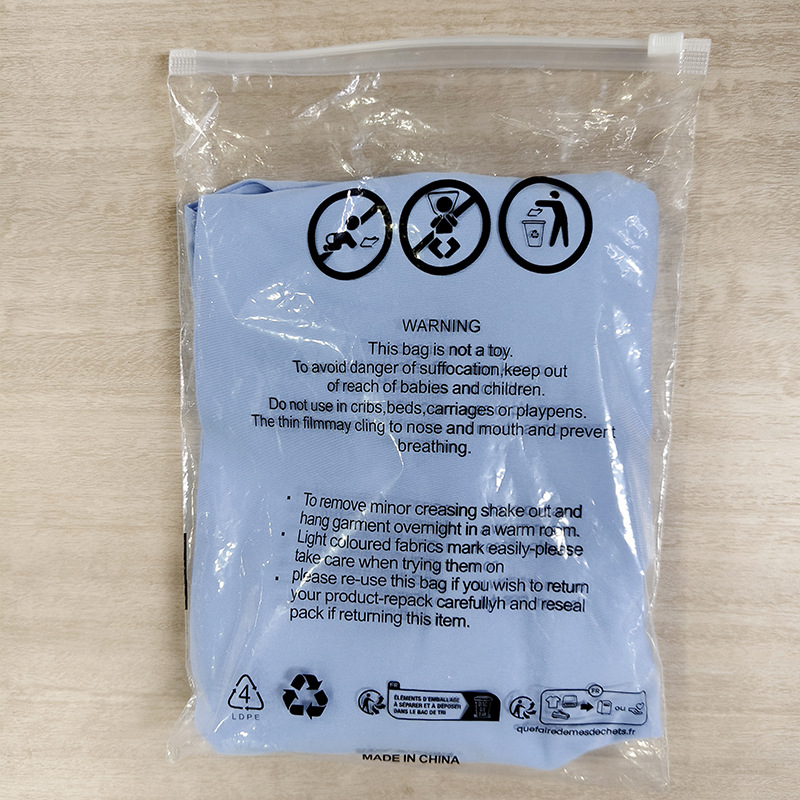 WARNING
This bag is not a toy.
To avoid danger of suffocation,keep out
of reach of babies and children.
Do not use in cribs,beds,carriages or playpens.
The thin filmmay cling to nose and mouth and prevent
breathing.
· To remove minor creasing shake out and
hang garment overnight in a warm room.
· Light coloured fabrics mark easily-please
take care when trying them on
· please re-use this bag if you wish to return
your product-repack carefullyh and reseal
pack if returning this item.
4
LDPE
FR
ÉLÉMENTS D'EMBALLAGE
À SÉPARER ET À DÉPOSER
DANS LE BAC DE TRI
FR
OU
quefairedemesdechets.fr
MADE IN CHINA